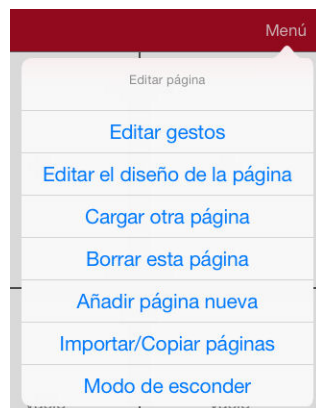 Menú
Editar página
Editar gestos
Editar el diseño de la página
Cargar otra página
Borrar esta página
Añadir página nueva
Importar/Copiar páginas
Modo de esconder